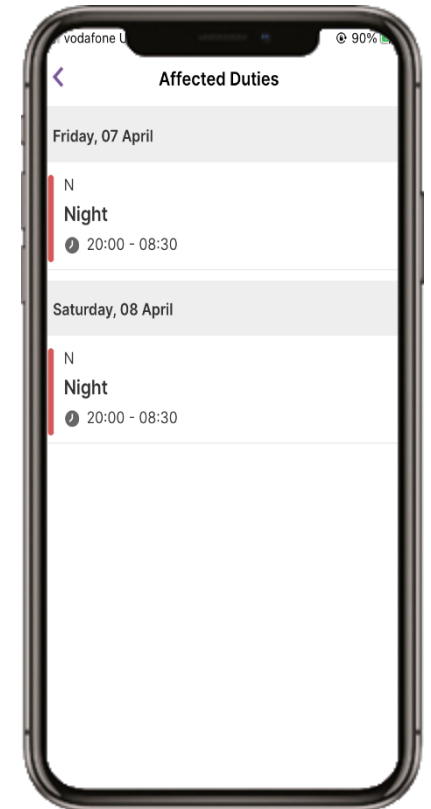 vodafone U 90%
Affected Duties
Friday, 07 April
N
Night
20:00 - 08:30
Saturday, 08 April
N
Night
20:00 - 08:30